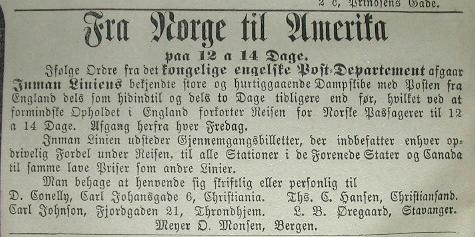 2 c, Prindsens Gade.
Fra Norge til Amerika
paa 12 a 14 Dage.
Ifølge Ordre fra det kongelige engelske Post-Departement afgaar
Inman Liniens bekjendte store og hurtiggaaende Dampskibe med Posten fra
England dels som hidindtil og dels to Dage tidligere end før, hvilket ved at
formindske Opholdet i England forkorter Reisen for Norske Passagerer til 12
a 14 Dage. Afgang herfra hver Fredag.
Inman Linien udsteder Gjennemgangsbilletter, der indbefatter enhver op-
drivelig Fordel under Reisen, til alle Stationer i de Forenede Stater og Canada
til samme lave Priser som andre Linier.
Man behage at henvende sig skriftlig eller personlig til
D. Conelly, Carl Johansgade 6, Christiania. Ths. C. Hansen, Christiansand.
Carl Johnson, Fjordgaden 21, Throndhjem. L. B. Øregaard, Stavanger.
Meyer O. Monsen, Bergen.